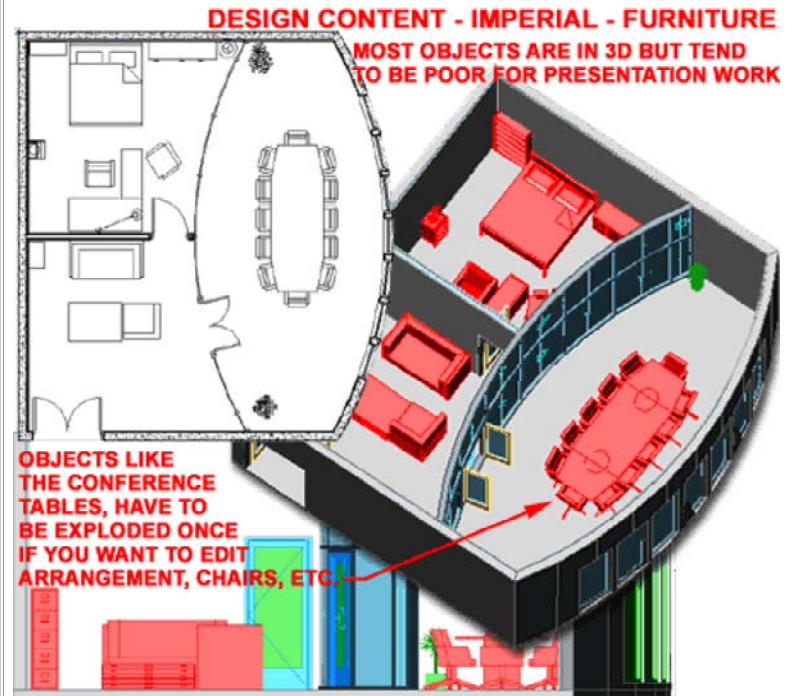 DESIGN CONTENT - IMPERIAL - FURNITURE
MOST OBJECTS ARE IN 3D BUT TEND
TO BE POOR FOR PRESENTATION WORK
OBJECTS LIKE
THE CONFERENCE
TABLES, HAVE TO
BE EXPLODED ONCE
IF YOU WANT TO EDIT
ARRANGEMENT, CHAIRS, ETC.